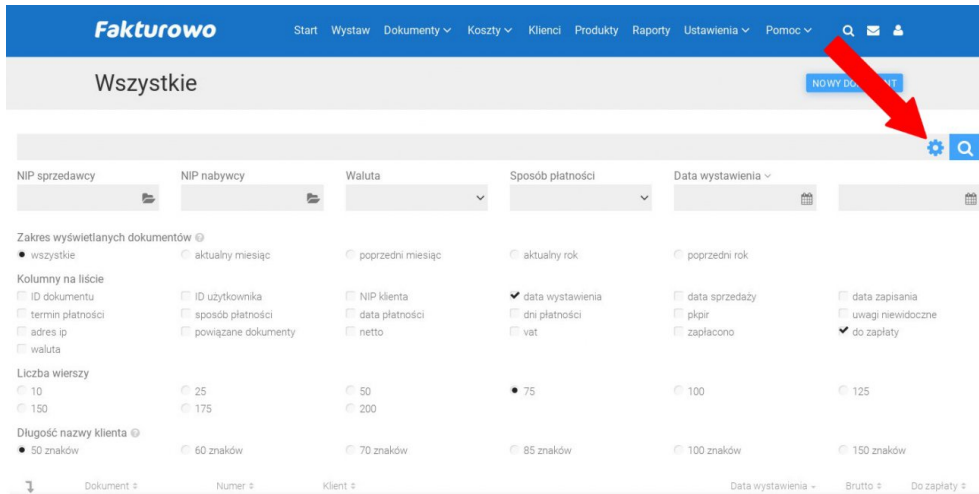 Fakturowo Start Wystaw Dokumenty Koszty Klienci Produkty Raporty Ustawienia Pomoc
Wszystkie
NIP sprzedawcy NIP nabywcy Waluta Sposób płatności Data wystawienia
Zakres wyświetlanych dokumentów
wszystkie aktualny miesiąc poprzedni miesiąc aktualny rok poprzedni rok
Kolumny na liście
ID dokumentu ID użytkownika NIP klienta data wystawienia data sprzedaży data zapisania
termin płatności sposób płatności data płatności dni płatności pkpir uwagi niewidoczne
adres ip powiązane dokumenty netto vat zapłacono do zapłaty
waluta
Liczba wierszy
10 25 50 75 100 125
150 175 200
Długość nazwy klienta
50 znaków 60 znaków 70 znaków 85 znaków 100 znaków 150 znaków
Dokument Numer Klient Data wystawienia Brutto Do zapłaty